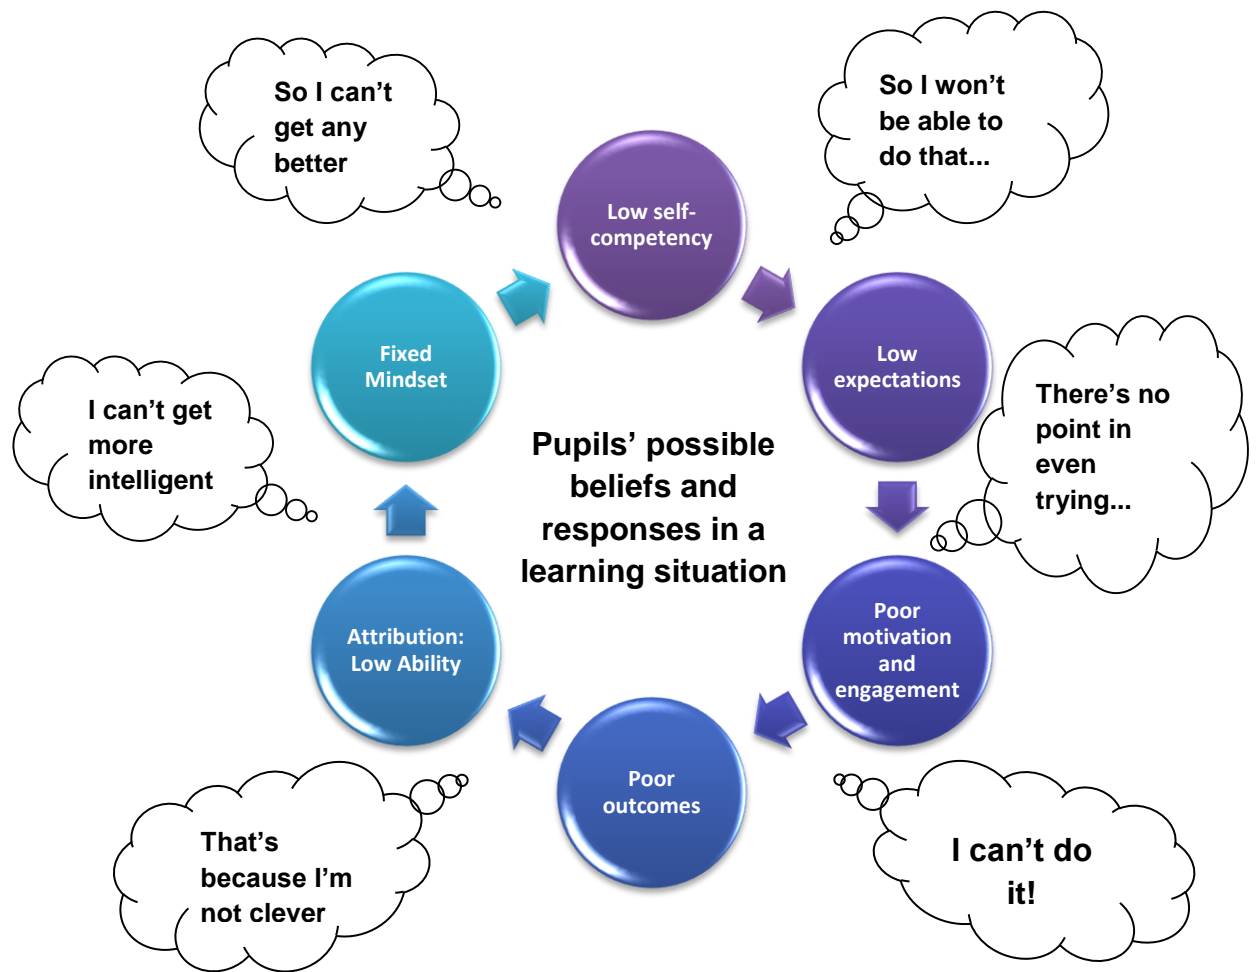 So I can't
get any
better
So I won't
be able to
do that...
Low self-
competency
Fixed
Mindset
Low
expectations
I can't get
more
intelligent
There's no
point in
even
trying...
Pupils' possible
beliefs and
responses in a
learning situation
Attribution:
Low Ability
Poor
motivation
and
engagement
Poor
outcomes
That's
because I'm
not clever
I can't do
it!